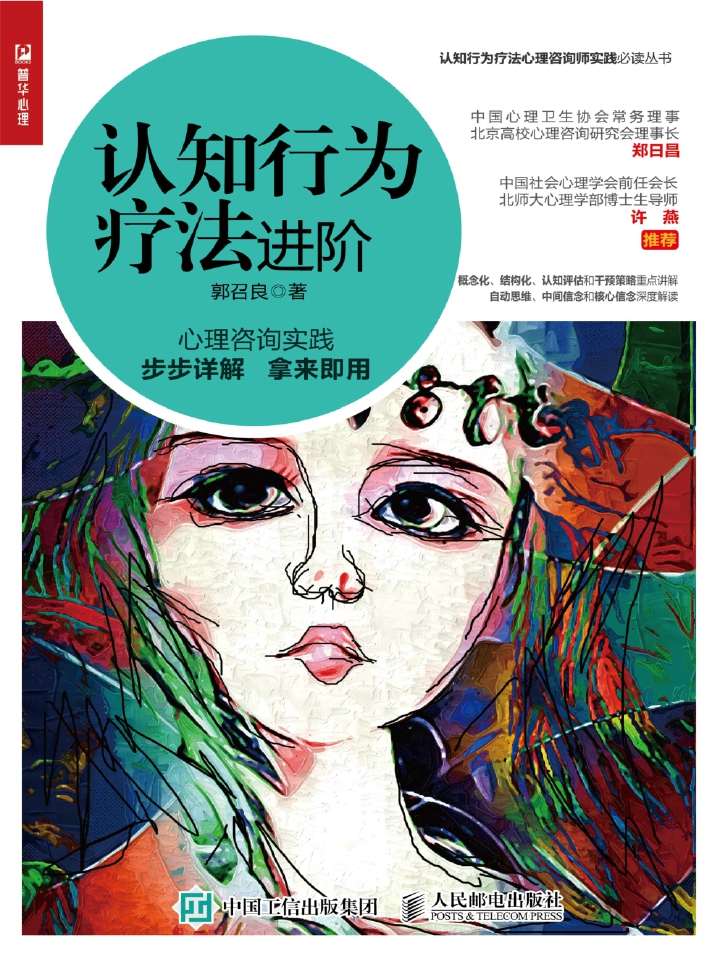 普华心理
认知行为疗法心理咨询师实践必读丛书
中国心理卫生协会常务理事
北京高校心理咨询研究会理事长
郑日昌
中国社会心理学会前任会长
北师大心理学部博士生导师
许 燕
推荐
认知行为
疗法进阶
郭召良◎著
概念化、结构化、认知评估和干预策略重点讲解
自动思维、中间信念和核心信念深度解读
心理咨询实践
步步详解 拿来即用
中国工信出版集团
人民邮电出版社
POSTS & TELECOM PRESS